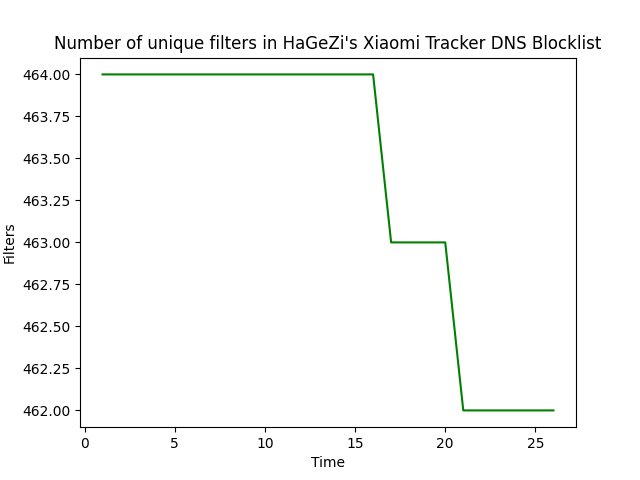 Number of unique filters in HaGeZi's Xiaomi Tracker DNS Blocklist
464.00
463.75
463.50
463.25
463.00
462.75
462.50
462.25
462.00
Filters
0 5 10 15 20 25
Time